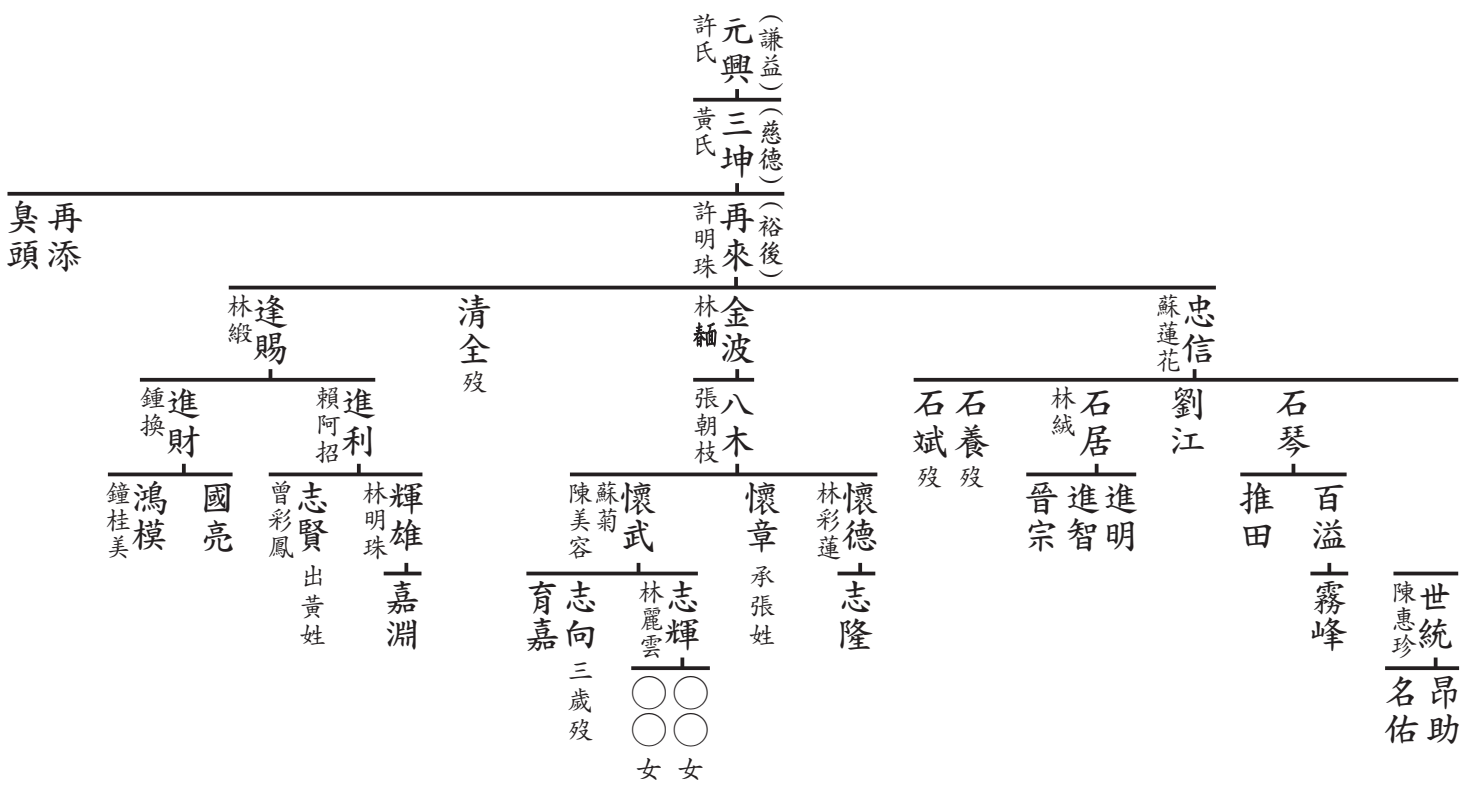 （謙益）
元興
許氏
（慈德）
三坤
黃氏
（裕後）
再來
許明珠
再添
臭頭
忠信
蘇蓮花
金波
林
清全 歿
逢賜
林緞
石琴
劉江
石居
林絨
石養 歿
石斌 歿
八木
張朝枝
進利
賴阿招
進財
鍾換
百溢
推田
進明
進智
晉宗
懷德
林彩蓮
懷章 承張姓
懷武
蘇菊
陳美容
輝雄
林明珠
志賢 出黃姓
曾彩鳳
國亮
鴻模
鐘桂美
世統
陳惠珍
霧峰
志隆
志輝
林麗雲
志向 三歲歿
育嘉
嘉淵
昂助
名佑
○○ 女
○○ 女